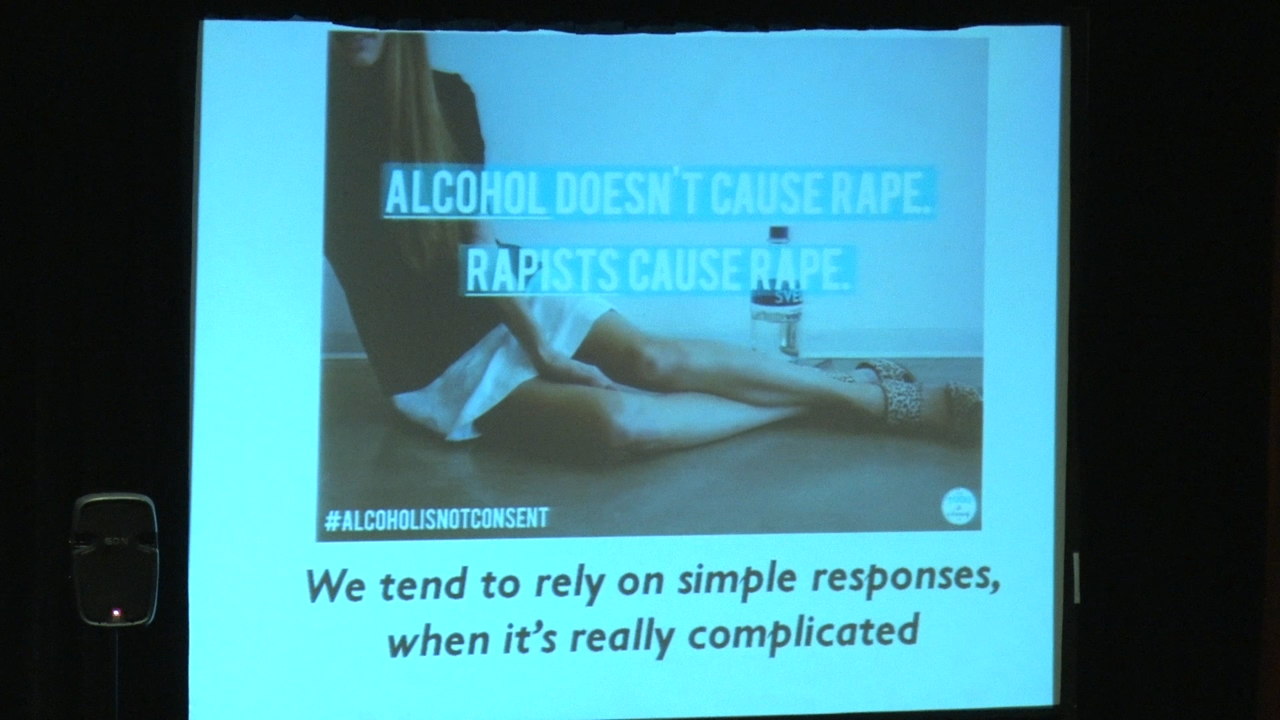 ALCOHOL DOESN'T CAUSE RAPE.
RAPISTS CAUSE RAPE.
SVE
#ALCOHOLISNOTCONSENT
We tend to rely on simple responses,
when it's really complicated